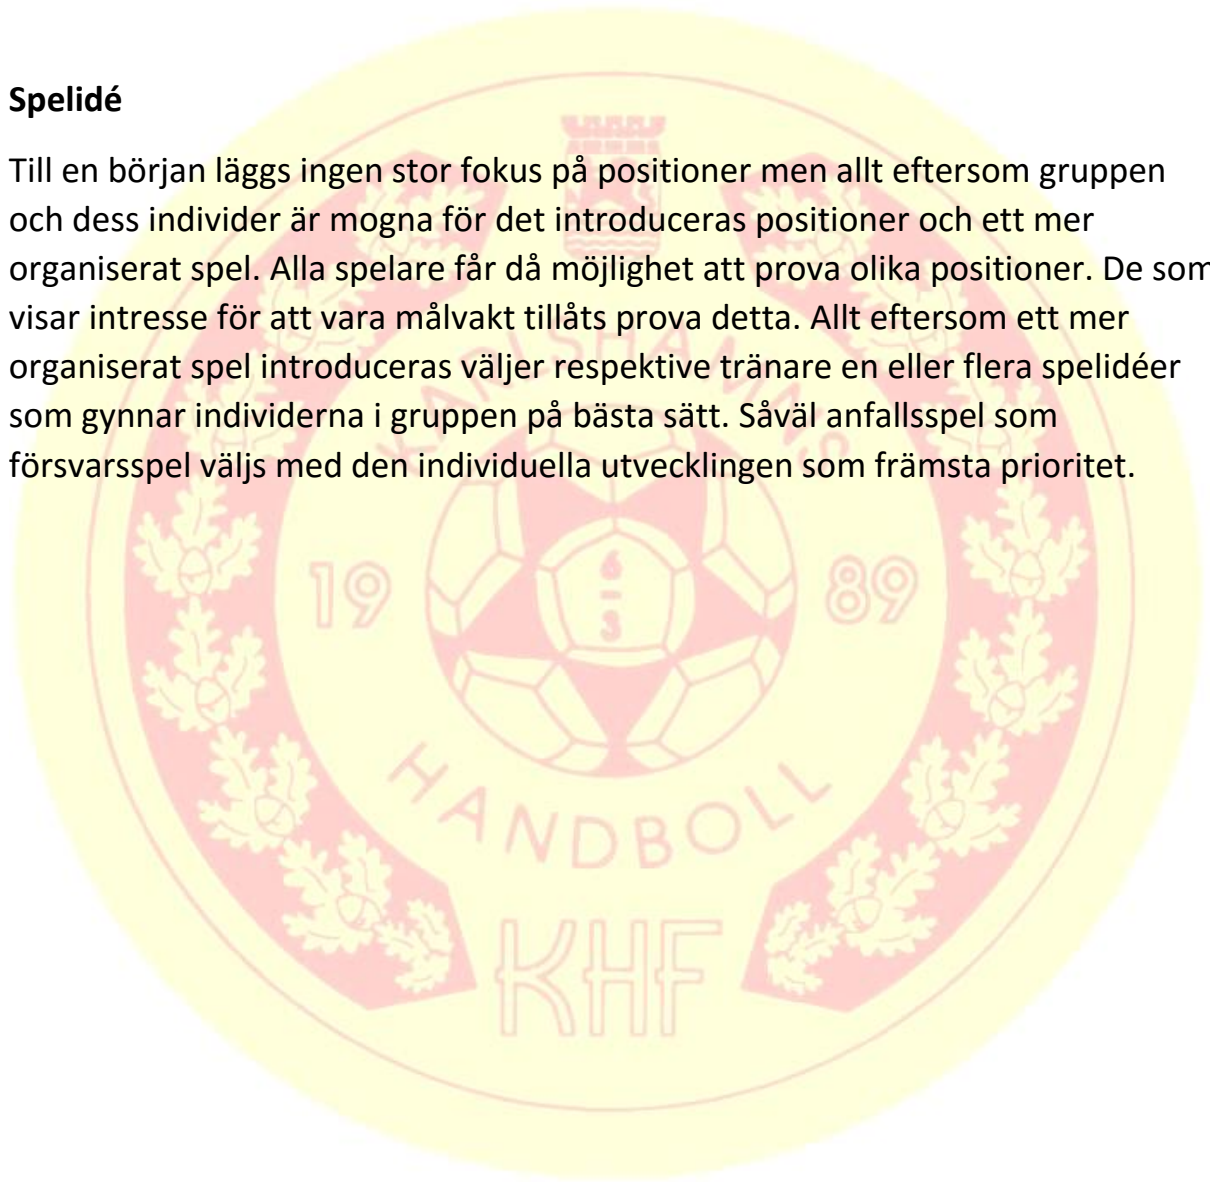 Spelidé
Till en början läggs ingen stor fokus på positioner men allt eftersom gruppen
och dess individer är mogna för det introduceras positioner och ett mer
organiserat spel. Alla spelare får då möjlighet att prova olika positioner. De som
visar intresse för att vara målvakt tillåts prova detta. Allt eftersom ett mer
organiserat spel introduceras väljer respektive tränare en eller flera spelidéer
som gynnar individerna i gruppen på bästa sätt. Såväl anfallsspel som
försvarsspel väljs med den individuella utvecklingen som främsta prioritet.
KARLSHAMNS
19 89
6
3
HANDBOLL
KHF